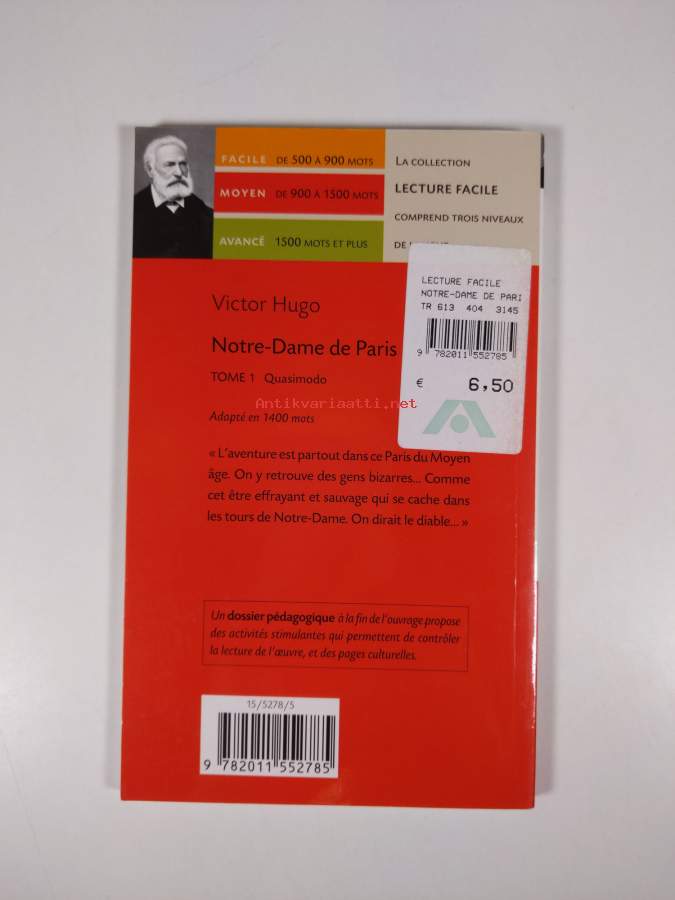 FACILE DE 500 À 900 MOTS
MOYEN DE 900 À 1500 MOTS
AVANCÉ 1500 MOTS ET PLUS
LA COLLECTION
LECTURE FACILE
COMPREND TROIS NIVEAUX
DE
LECTURE FACILE
NOTRE-DAME DE PARI
TR 613 404 3145
9 782011 552785
€ 6,50
Victor Hugo
Notre-Dame de Paris
TOME 1 Quasimodo
Antikvariaatti.net
Adapté en 1400 mots
« L'aventure est partout dans ce Paris du Moyen
âge. On y retrouve des gens bizarres... Comme
cet être effrayant et sauvage qui se cache dans
les tours de Notre-Dame. On dirait le diable... »
Un dossier pédagogique à la fin de l'ouvrage propose
des activités stimulantes qui permettent de contrôler
la lecture de l'œuvre, et des pages culturelles.
15/5278/5
9 782011 552785